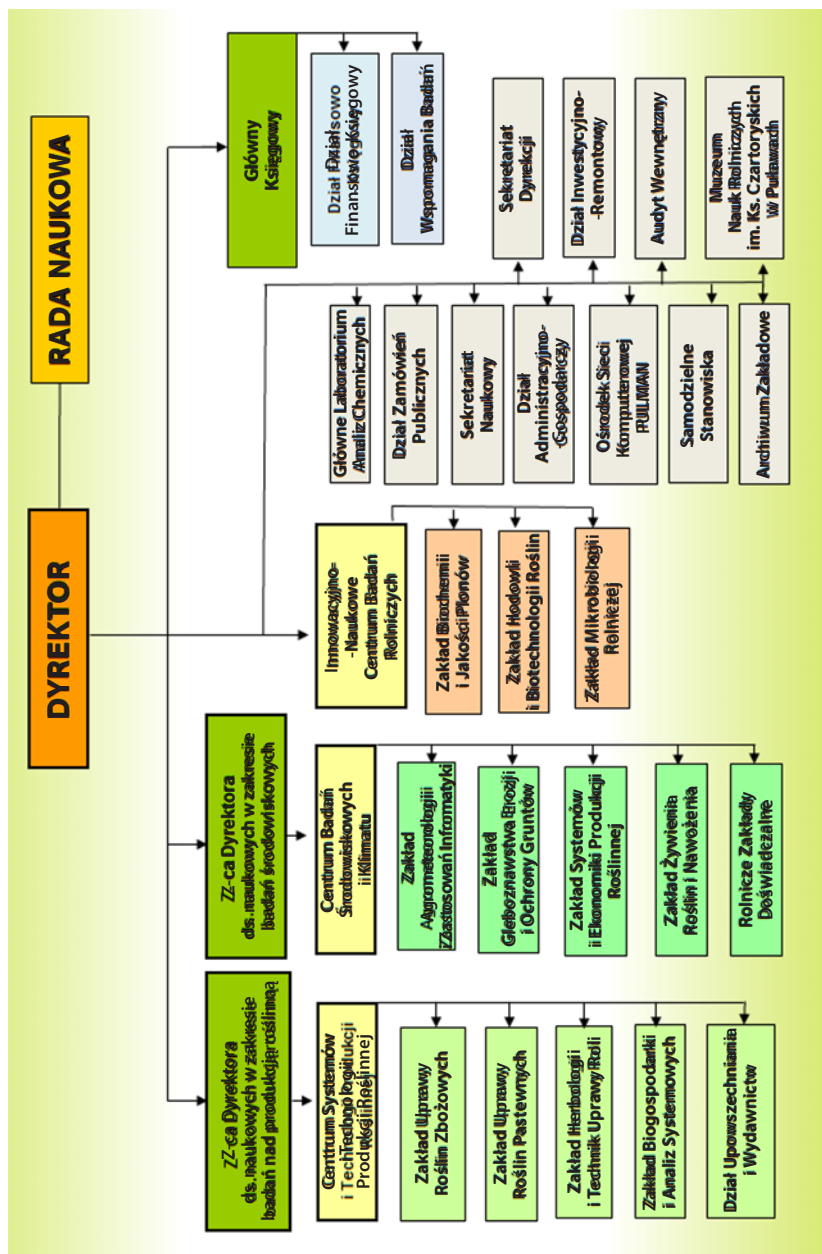 DYREKTOR
RADA NAUKOWA
Z-ca Dyrektora
ds. naukowych w zakresie
badań nad produkcją roślinną
Z-ca Dyrektora
ds. naukowych w zakresie
badań środowiskowych
Główny
Księgowy
Centrum Systemów
i Technologii
Produkcji Roślinnej
Zakład Uprawy
Roślin Zbożowych
Zakład Uprawy
Roślin Pastewnych
Zakład Herbologii
i Technik Uprawy Roli
Zakład Biogospodarki
i Analiz Systemowych
Dział Upowszechniania
i Wydawnictw
Centrum Badań
Środowiskowych
i Klimatu
Zakład
Agrometeorologii
i Zastosowań Informatyki
Zakład
Gleboznawstwa Erozji
i Ochrony Gruntów
Zakład Systemów
i Ekonomiki Produkcji
Roślinnej
Zakład Żywienia
Roślin i Nawożenia
Rolnicze Zakłady
Doświadczalne
Innowacyjno-
-Naukowe
Centrum Badań
Rolniczych
Zakład Biochemii
i Jakości Plonów
Zakład Hodowli
i Biotechnologii Roślin
Zakład Mikrobiologii
Rolniczej
Główne Laboratorium
Analiz Chemicznych
Dział Zamówień
Publicznych
Sekretariat
Naukowy
Dział
Administracyjno-
-Gospodarczy
Ośrodek Sieci
Komputerowej
PULMAN
Samodzielne
Stanowiska
Archiwum Zakładowe
Sekretariat
Dyrekcji
Dział Inwestycyjno-
-Remontowy
Audyt Wewnętrzny
Muzeum
Nauk Rolniczych
im. Ks. Czartoryskich
w Puławach
Dział
Finansowo-Księgowy
Dział
Wspomagania Badań